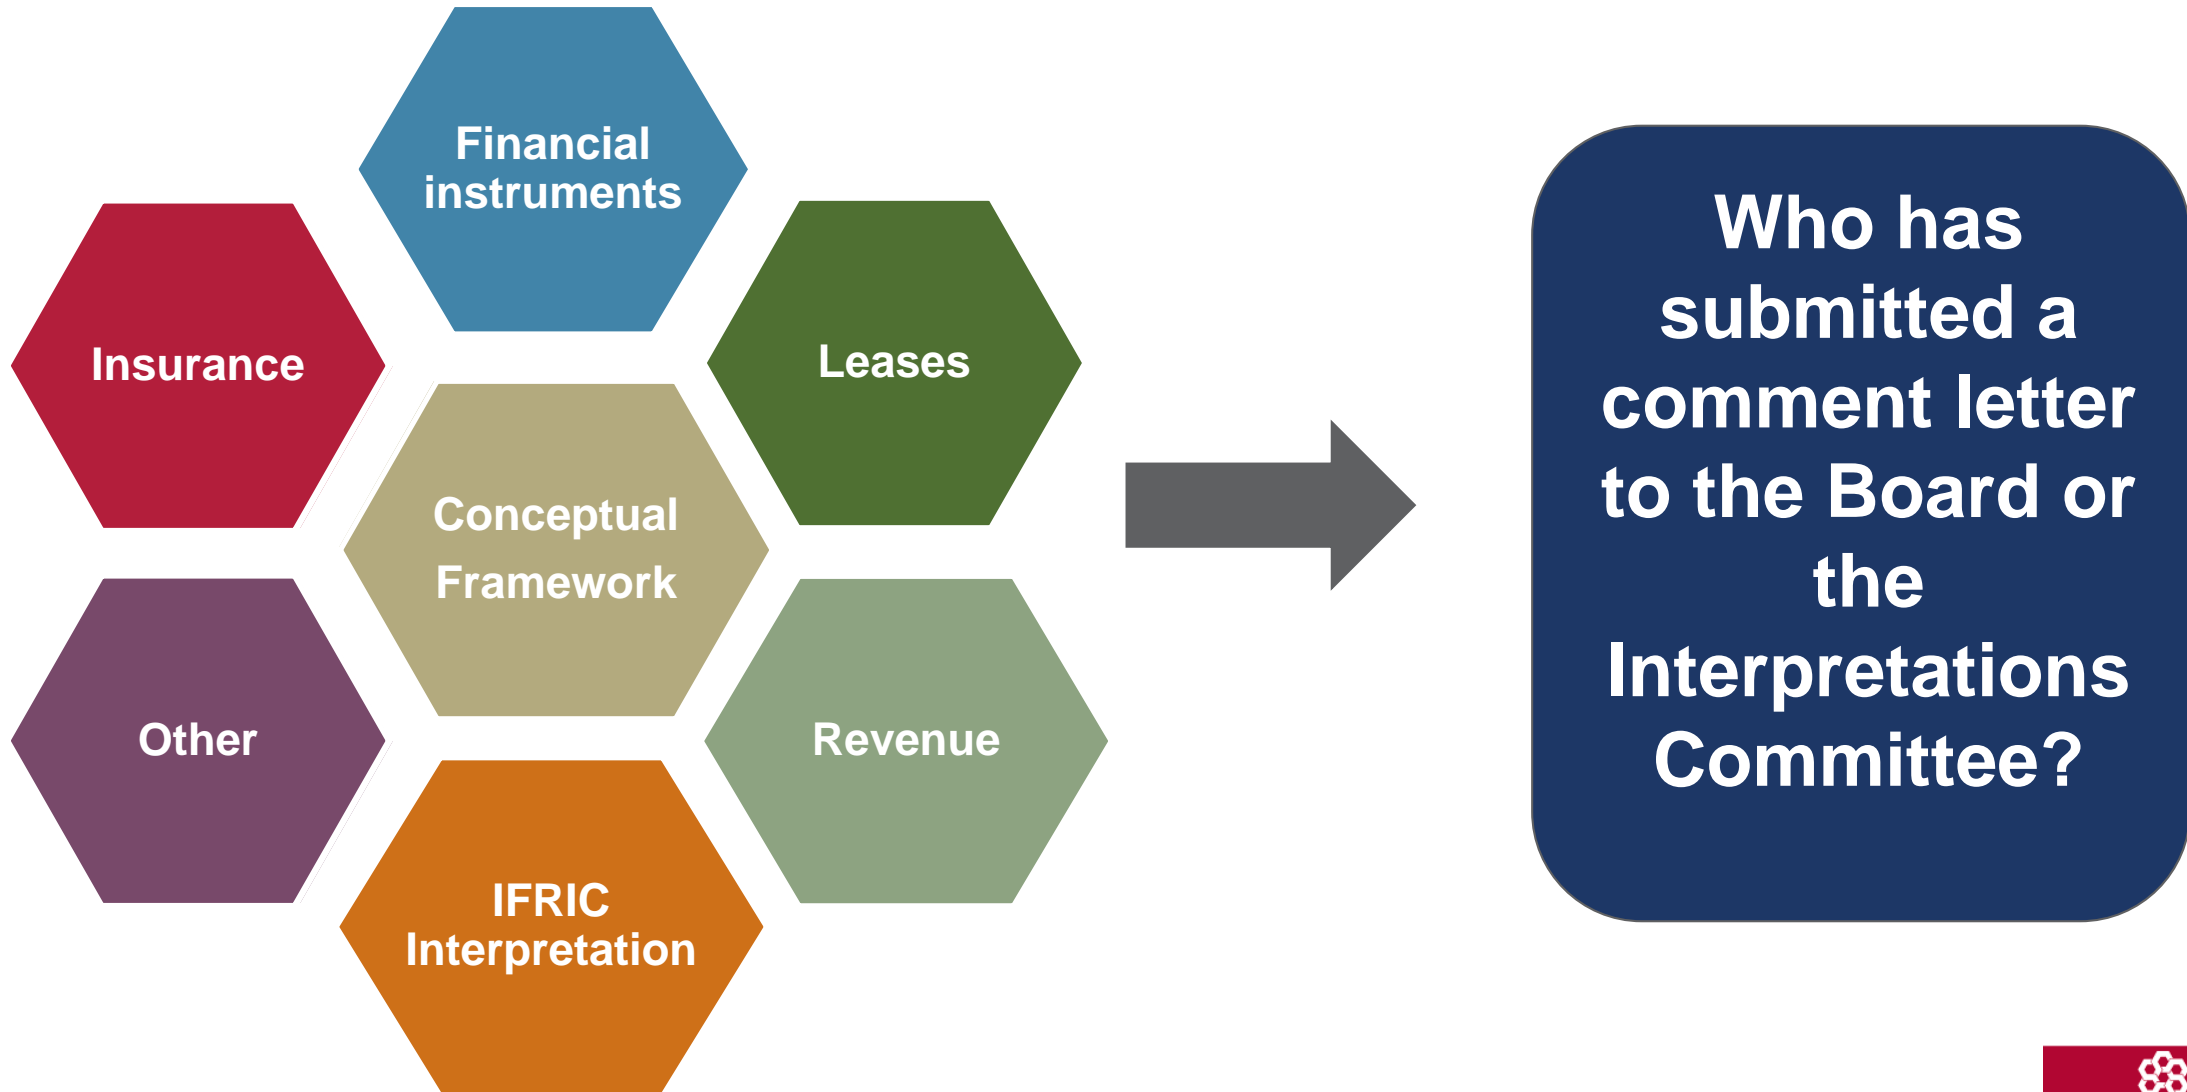 Financial
instruments
Insurance
Leases
Conceptual
Framework
Other
Revenue
IFRIC
Interpretation
Who has
submitted a
comment letter
to the Board or
the
Interpretations
Committee?